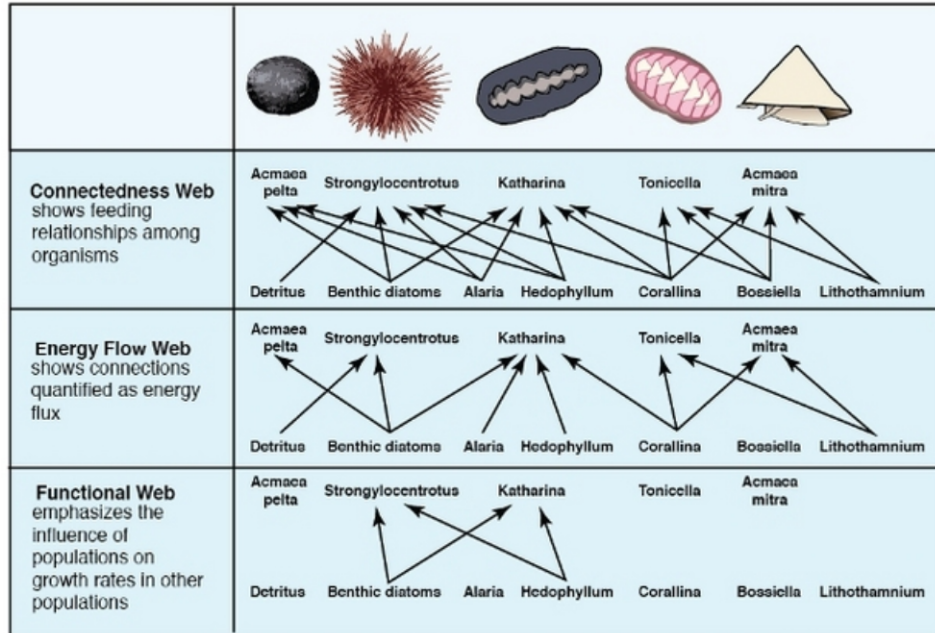 Connectedness Web
shows feeding
relationships among
organisms
Acmaea
pelta
Strongylocentrotus
Katharina
Tonicella
Acmaea
mitra
Detritus
Benthic diatoms
Alaria
Hedophyllum
Corallina
Bossiella
Lithothamnium
Energy Flow Web
shows connections
quantified as energy
flux
Acmaea
pelta
Strongylocentrotus
Katharina
Tonicella
Acmaea
mitra
Detritus
Benthic diatoms
Alaria
Hedophyllum
Corallina
Bossiella
Lithothamnium
Functional Web
emphasizes the
influence of
populations on
growth rates in other
populations
Acmaea
pelta
Strongylocentrotus
Katharina
Tonicella
Acmaea
mitra
Detritus
Benthic diatoms
Alaria
Hedophyllum
Corallina
Bossiella
Lithothamnium